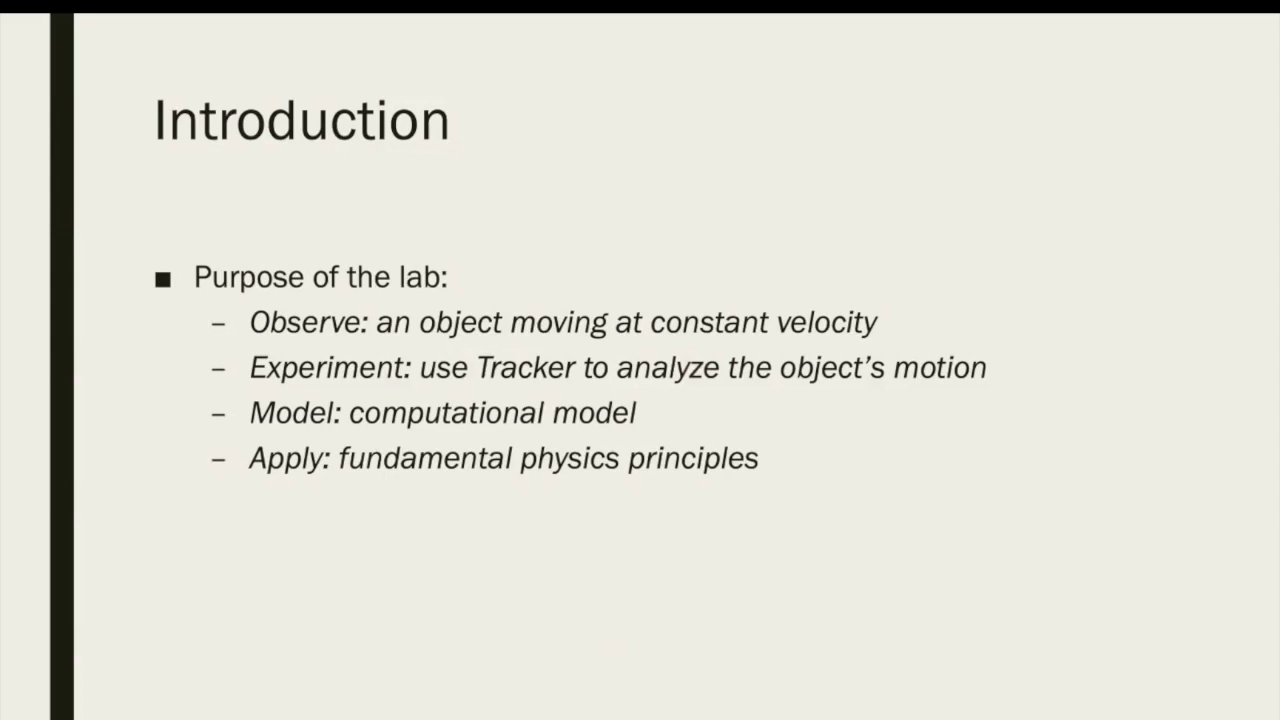 Introduction
■ Purpose of the lab:
– Observe: an object moving at constant velocity
– Experiment: use Tracker to analyze the object’s motion
– Model: computational model
– Apply: fundamental physics principles